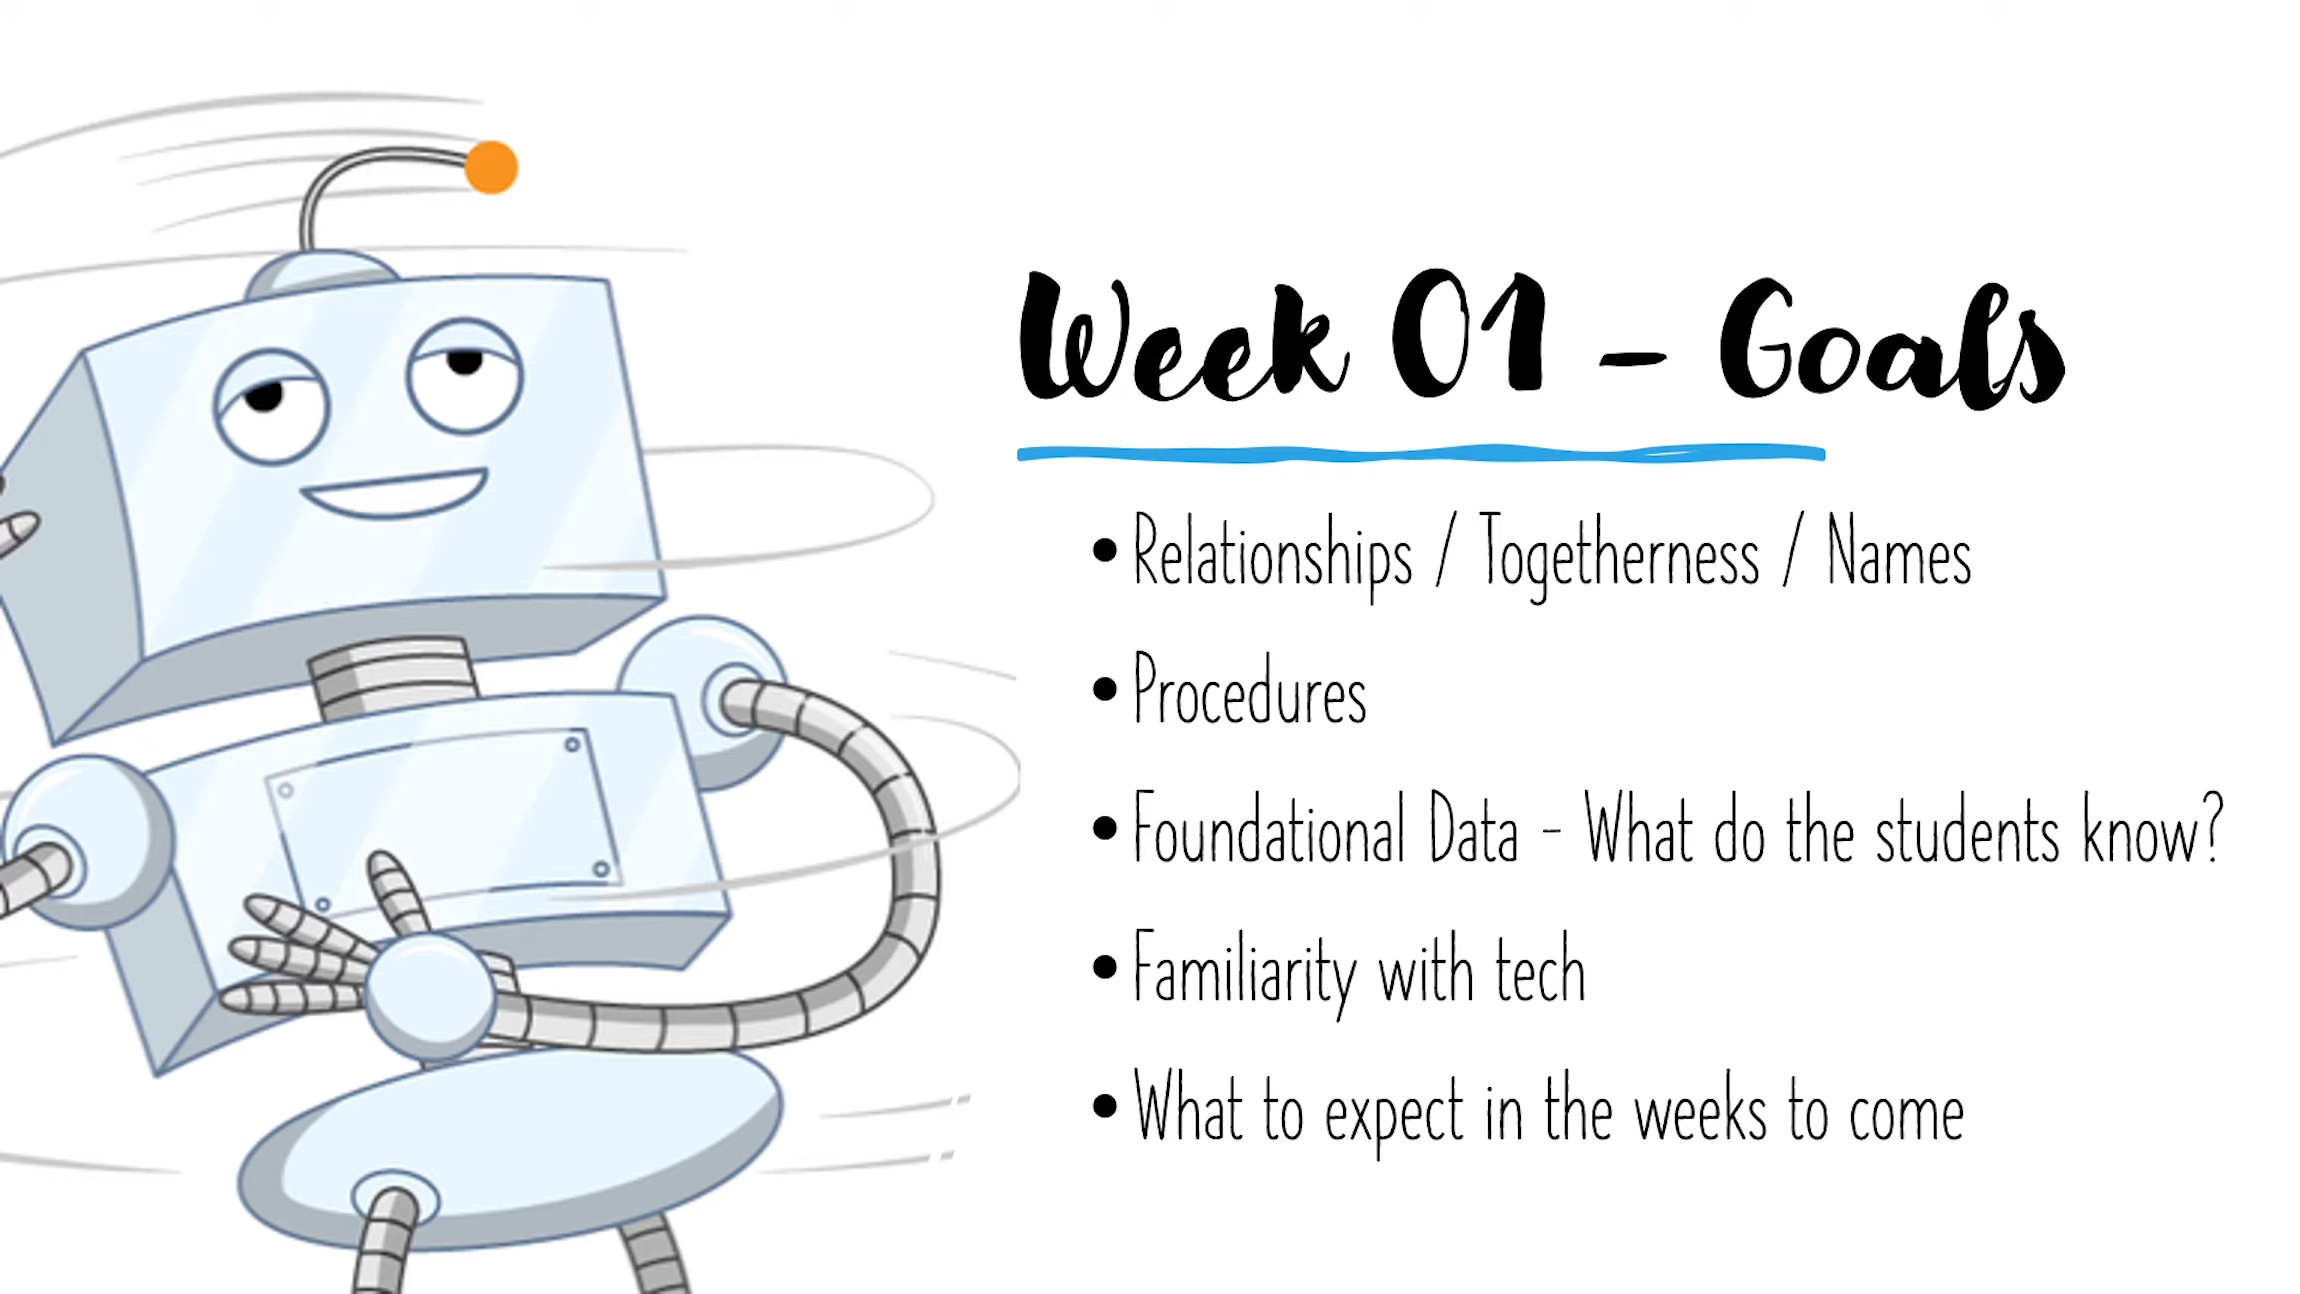 Week 01 - Goals
• Relationships / Togetherness / Names
• Procedures
• Foundational Data - What do the students know?
• Familiarity with tech
• What to expect in the weeks to come